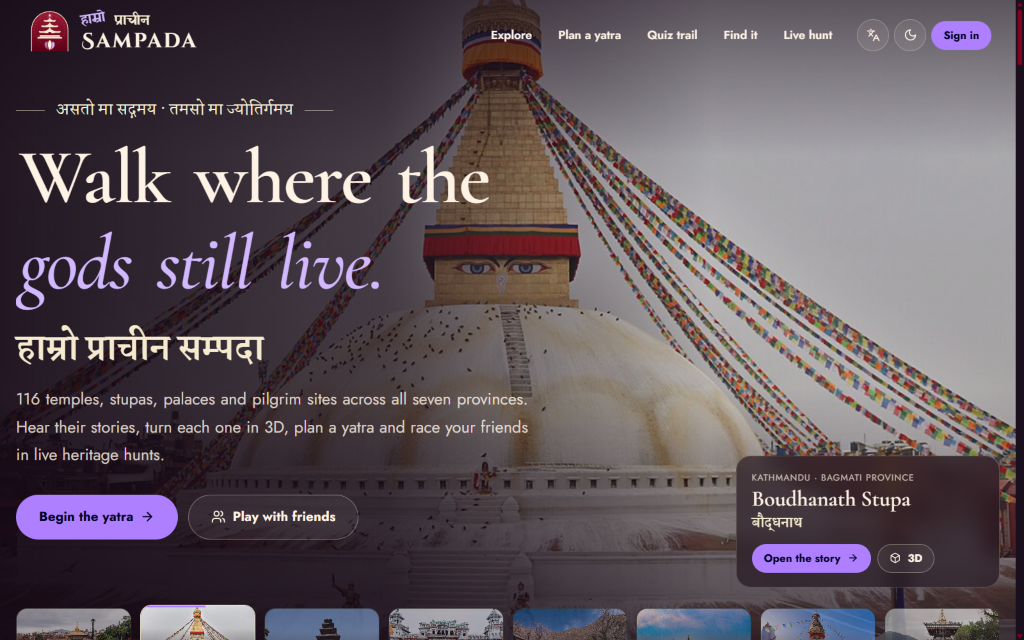 हाम्रो प्राचीन
SAMPADA
Explore
Plan a yatra
Quiz trail
Find it
Live hunt
Sign in
असतो मा सद्गमय · तमसो मा ज्योतिर्गमय
Walk where the
gods still live.
हाम्रो प्राचीन सम्पदा
116 temples, stupas, palaces and pilgrim sites across all seven provinces.
Hear their stories, turn each one in 3D, plan a yatra and race your friends
in live heritage hunts.
Begin the yatra →
Play with friends
KATHMANDU · BAGMATI PROVINCE
Boudhanath Stupa
बौद्धनाथ
Open the story →
3D